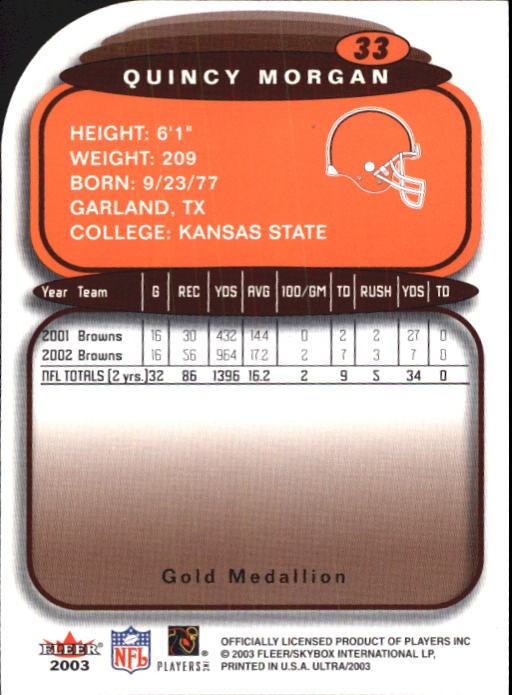 33
QUINCY MORGAN
HEIGHT: 6'1"
WEIGHT: 209
BORN: 9/23/77
GARLAND, TX
COLLEGE: KANSAS STATE
Year Team G REC YDS AVG 100/GM TD RUSH YDS TD
2001 Browns 16 30 432 14.4 0 2 2 27 0
2002 Browns 16 56 964 17.2 2 7 3 7 0
NFL TOTALS (2 yrs.) 32 86 1396 16.2 2 9 5 34 0
Gold Medallion
FLEER
2003
NFL
PLAYERS INC
OFFICIALLY LICENSED PRODUCT OF PLAYERS INC
© 2003 FLEER/SKYBOX INTERNATIONAL LP,
PRINTED IN U.S.A. ULTRA/2003